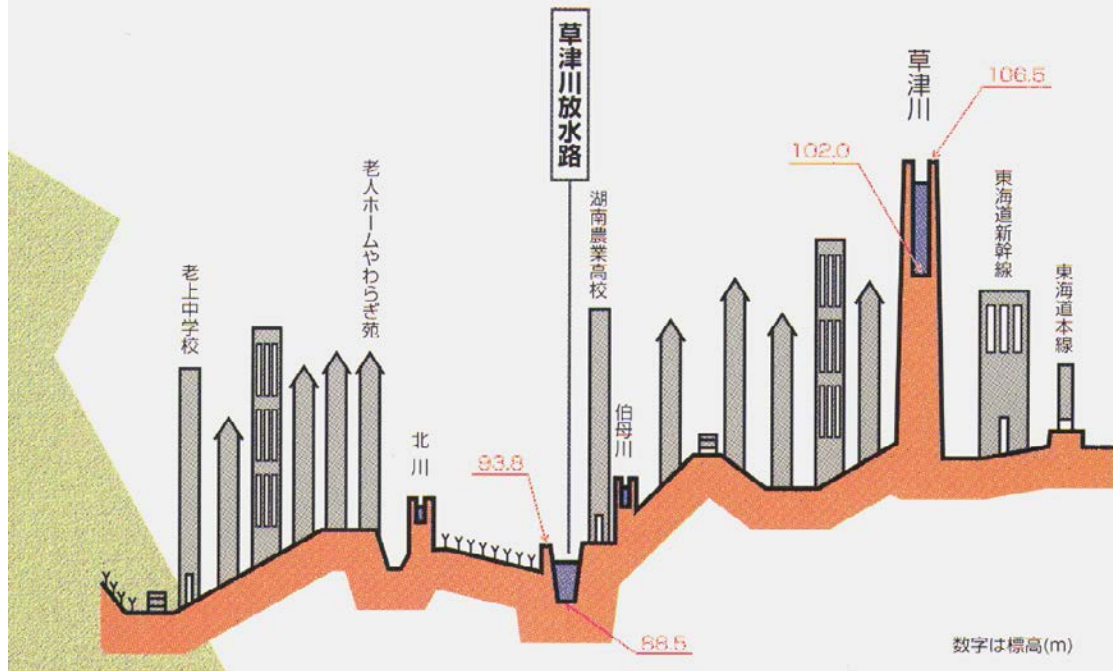 草津川放水路
草津川
106.5
102.0
東海道新幹線
東海道本線
湖南農業高校
老人ホームやわらぎ苑
老上中学校
伯母川
北川
93.8
88.5
数字は標高(m)